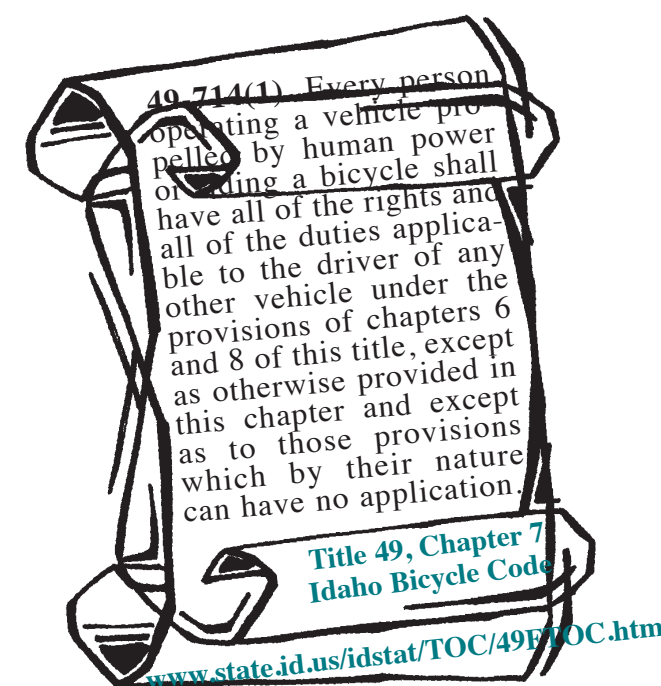 49-714(1) Every person
operating a vehicle pro-
pelled by human power
or riding a bicycle shall
have all of the rights and
all of the duties applica-
ble to the driver of any
other vehicle under the
provisions of chapters 6
and 8 of this title, except
as otherwise provided in
this chapter and except
as to those provisions
which by their nature
can have no application.
Title 49, Chapter 7
Idaho Bicycle Code
www.state.id.us/idstat/TOC/49FTOC.htm